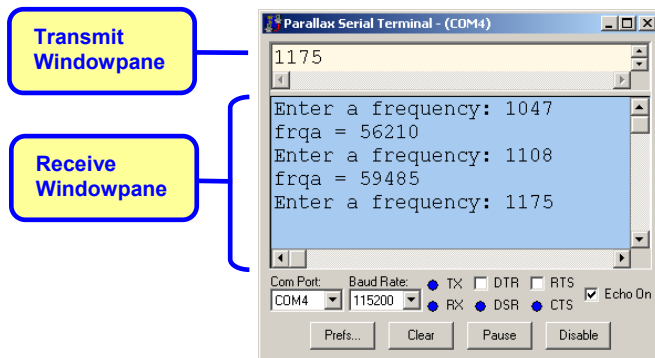 Transmit
Windowpane
Receive
Windowpane
Parallax Serial Terminal - (COM4)
1175
Enter a frequency: 1047
frqa = 56210
Enter a frequency: 1108
frqa = 59485
Enter a frequency: 1175
Com Port: Baud Rate: TX DTR RTS
COM4 115200 RX DSR CTS Echo On
Prefs... Clear Pause Disable